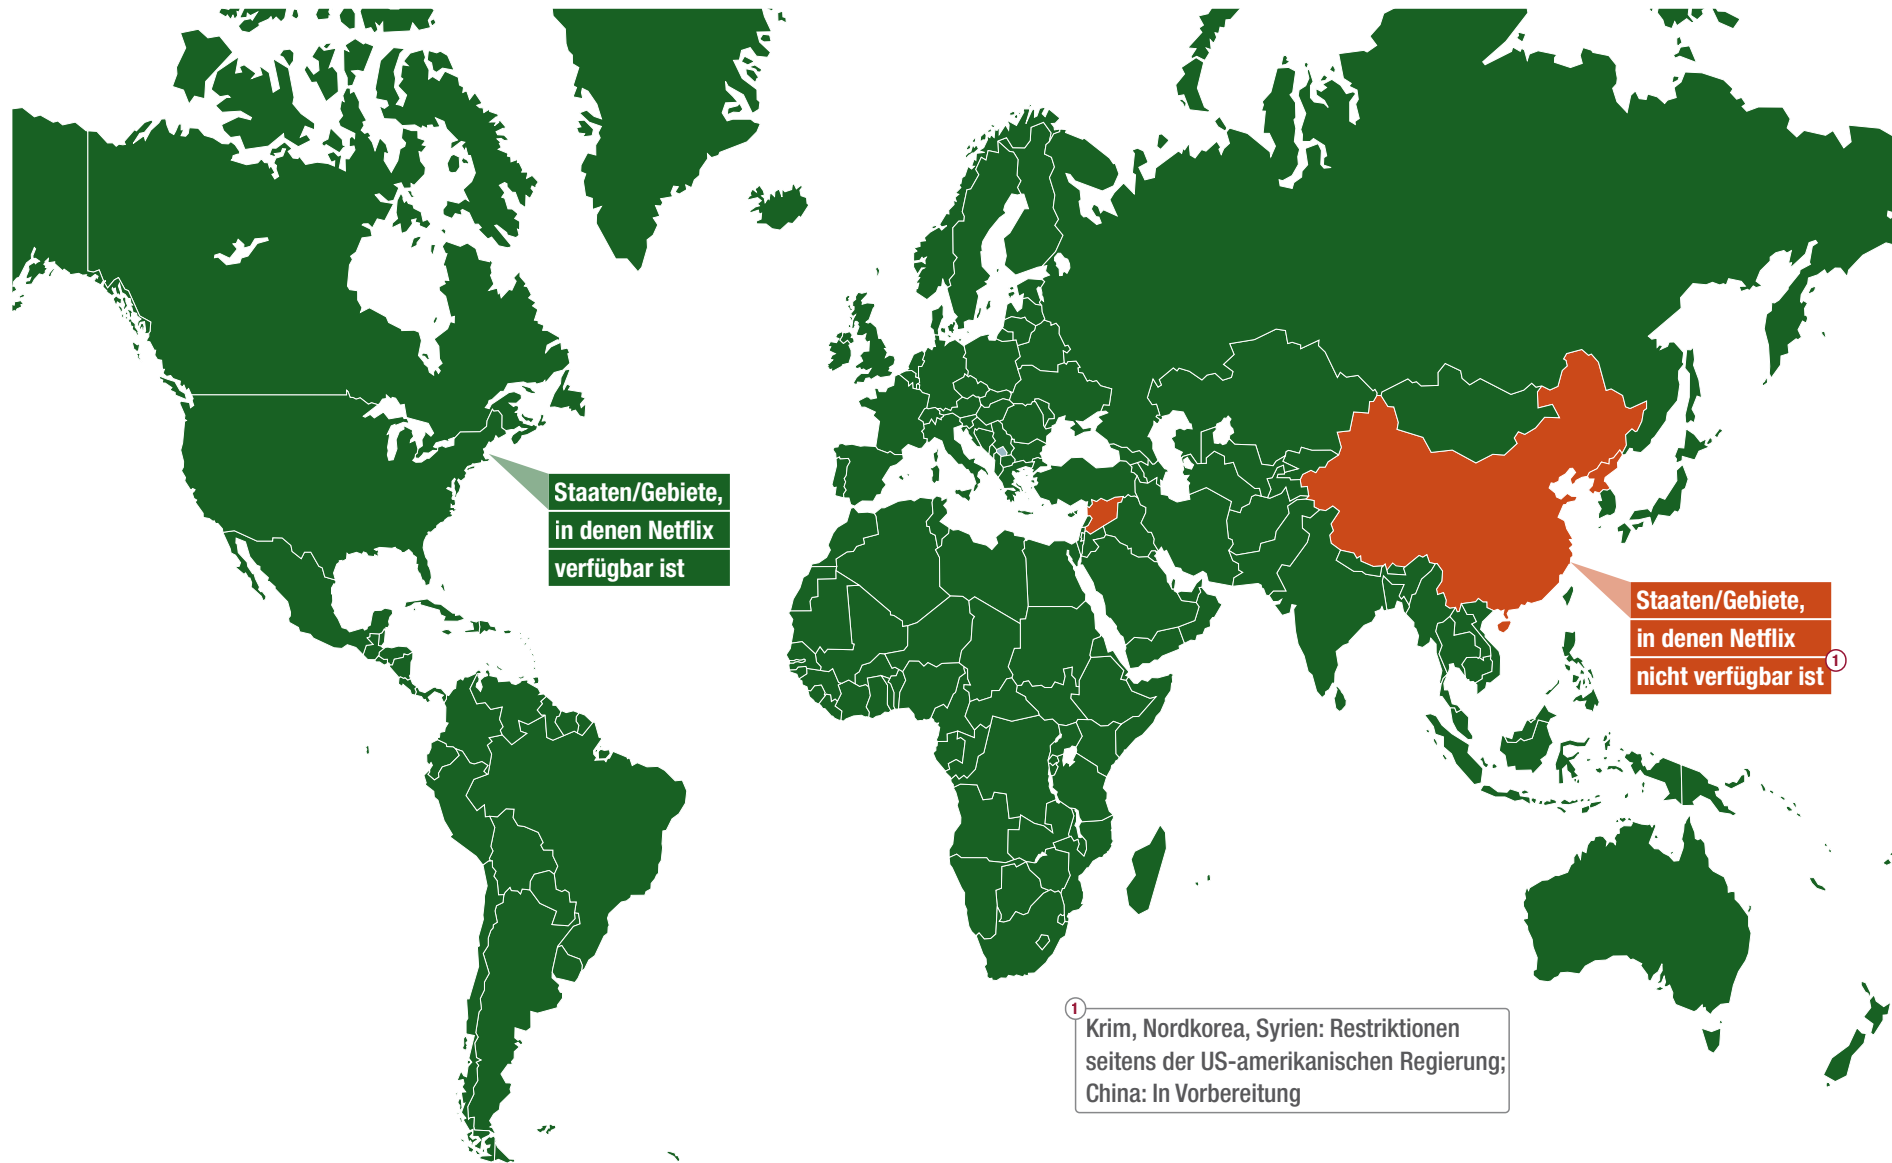 Staaten/Gebiete,
in denen Netflix
verfügbar ist
Staaten/Gebiete,
in denen Netflix
nicht verfügbar ist 1
1
Krim, Nordkorea, Syrien: Restriktionen
seitens der US-amerikanischen Regierung;
China: In Vorbereitung